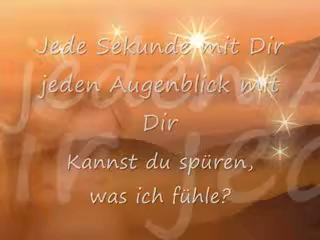 Jede Sekunde mit Dir
jeden Augenblick mit
Dir
Kannst du spüren,
was ich fühle?